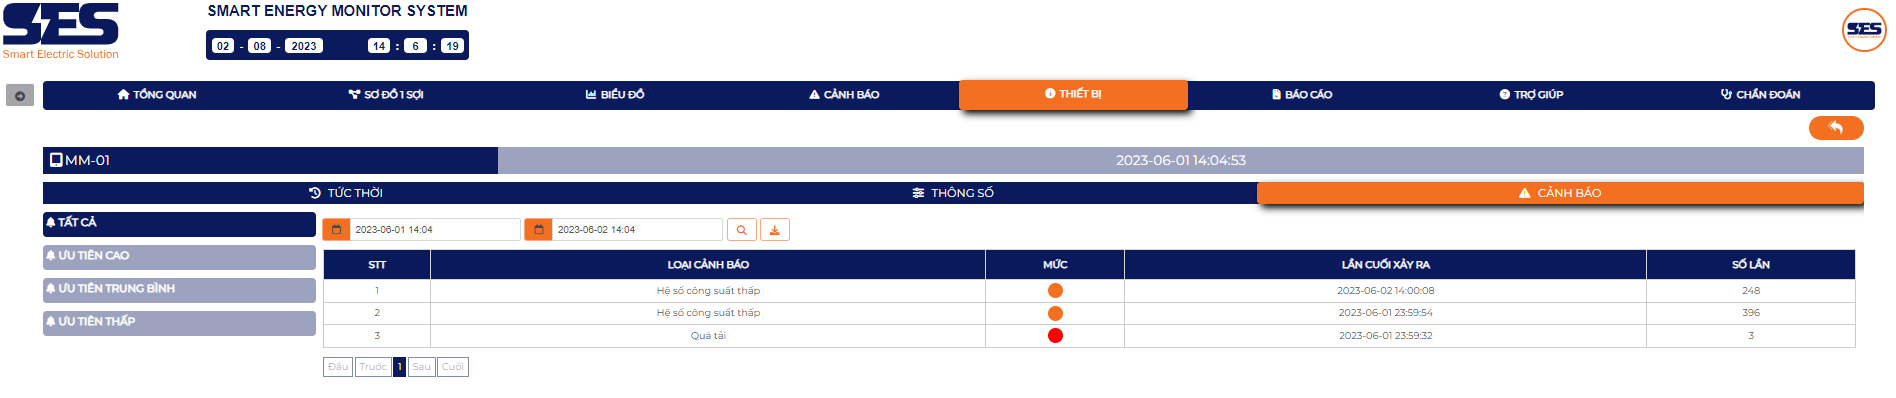 SES
Smart Electric Solution
SMART ENERGY MONITOR SYSTEM
02 - 08 - 2023 14 : 6 : 19
SES
TỔNG QUAN SƠ ĐỒ 1 SỢI BIỂU ĐỒ CẢNH BÁO THIẾT BỊ BÁO CÁO TRỢ GIÚP CHẨN ĐOÁN
MM-01 2023-06-01 14:04:53
TỨC THỜI THÔNG SỐ CẢNH BÁO
TẤT CẢ
ƯU TIÊN CAO
ƯU TIÊN TRUNG BÌNH
ƯU TIÊN THẤP
2023-06-01 14:04 2023-06-02 14:04
STT LOẠI CẢNH BÁO MỨC LẦN CUỐI XẢY RA SỐ LẦN
1 Hệ số công suất thấp 2023-06-02 14:00:08 248
2 Hệ số công suất thấp 2023-06-01 23:59:54 396
3 Quá tải 2023-06-01 23:59:32 3
Đầu Trước 1 Sau Cuối